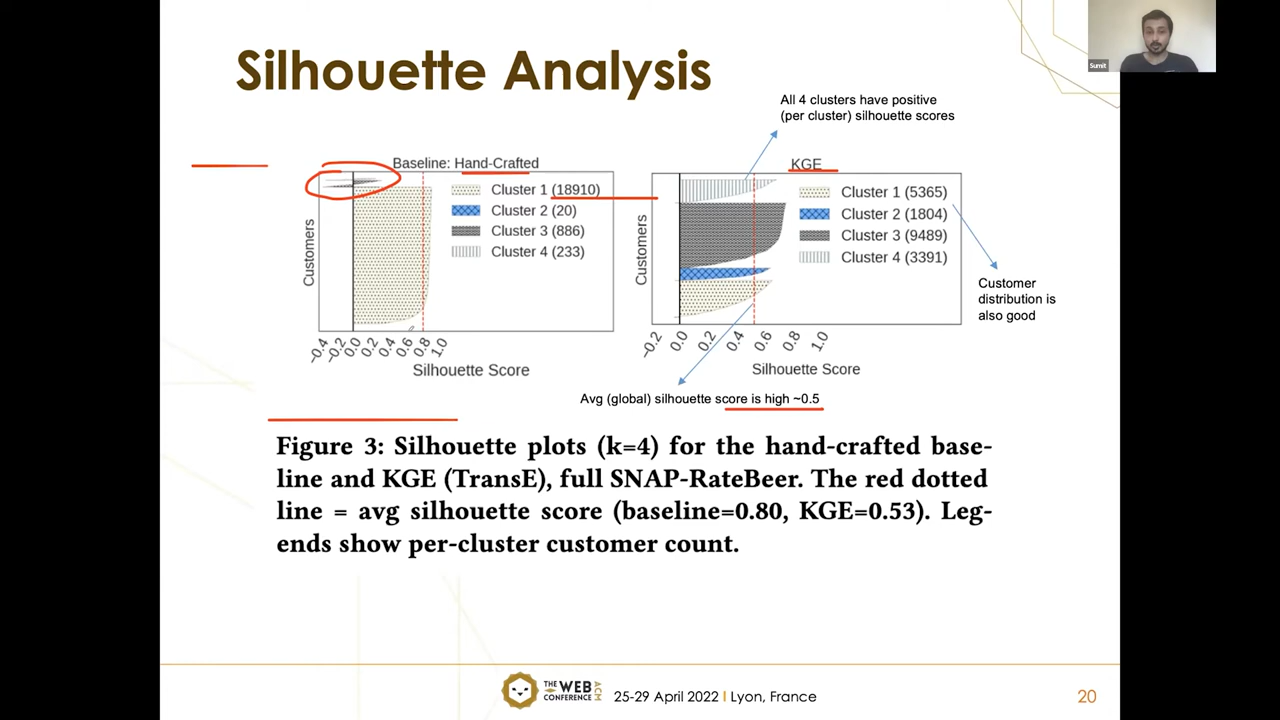 Silhouette Analysis
Sumit
All 4 clusters have positive
(per cluster) silhouette scores
Baseline: Hand-Crafted
Cluster 1 (18910)
Cluster 2 (20)
Cluster 3 (886)
Cluster 4 (233)
Customers
−0.4
−0.2
0.0
0.2
0.4
0.6
0.8
1.0
Silhouette Score
KGE
Cluster 1 (5365)
Cluster 2 (1804)
Cluster 3 (9489)
Cluster 4 (3391)
Customers
−0.2
0.0
0.2
0.4
0.6
0.8
1.0
Silhouette Score
Customer
distribution is
also good
Avg (global) silhouette score is high ~0.5
Figure 3: Silhouette plots (k=4) for the hand-crafted base-
line and KGE (TransE), full SNAP-RateBeer. The red dotted
line = avg silhouette score (baseline=0.80, KGE=0.53). Leg-
ends show per-cluster customer count.
THE WEB
CONFERENCE
ACM
25-29 April 2022 I Lyon, France
20